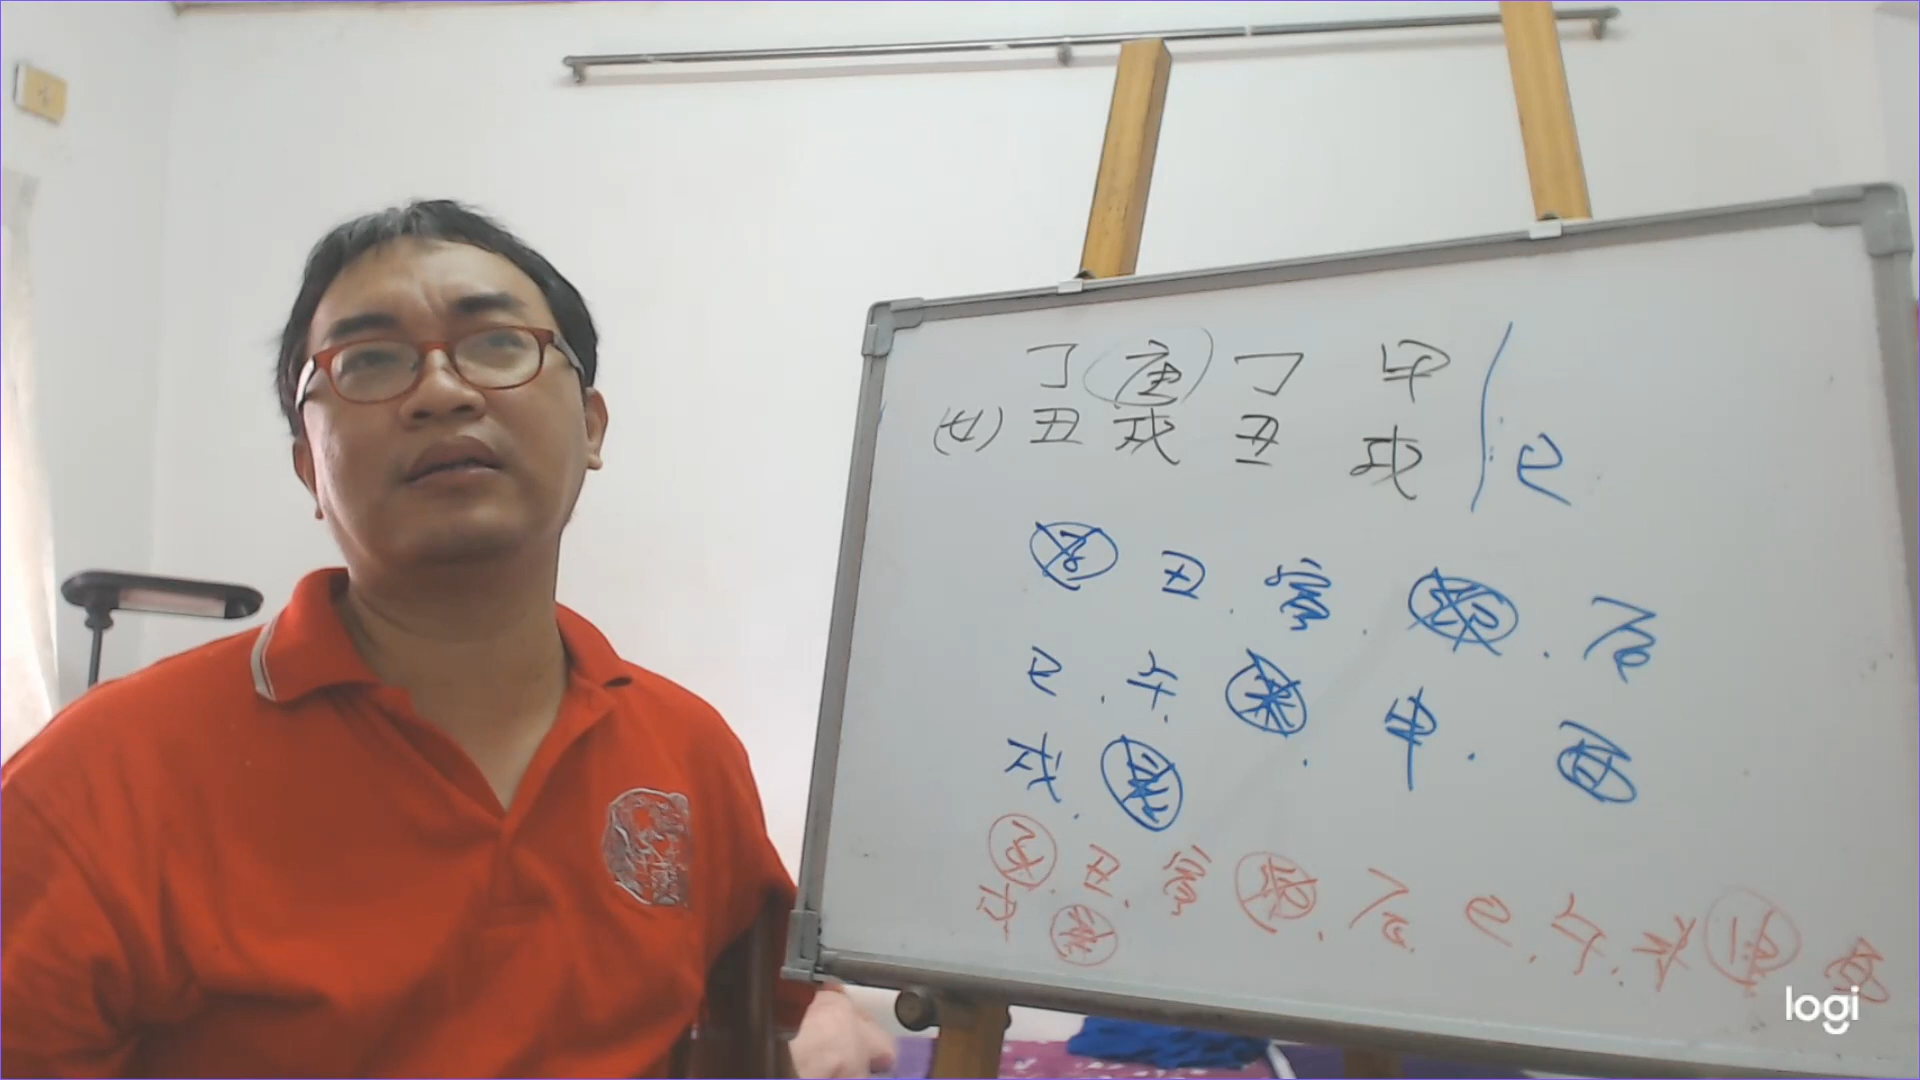 丁 庚 丁 甲
(女) 丑 戌 丑 戌 巳
子 丑 . 寅 . 卯 . 辰
巳 . 午 . 未 . 申 . 酉
戌 . 亥
子 . 丑 . 寅 卯 . 辰 . 巳 . 午 . 未 申 酉
戌 亥
logi